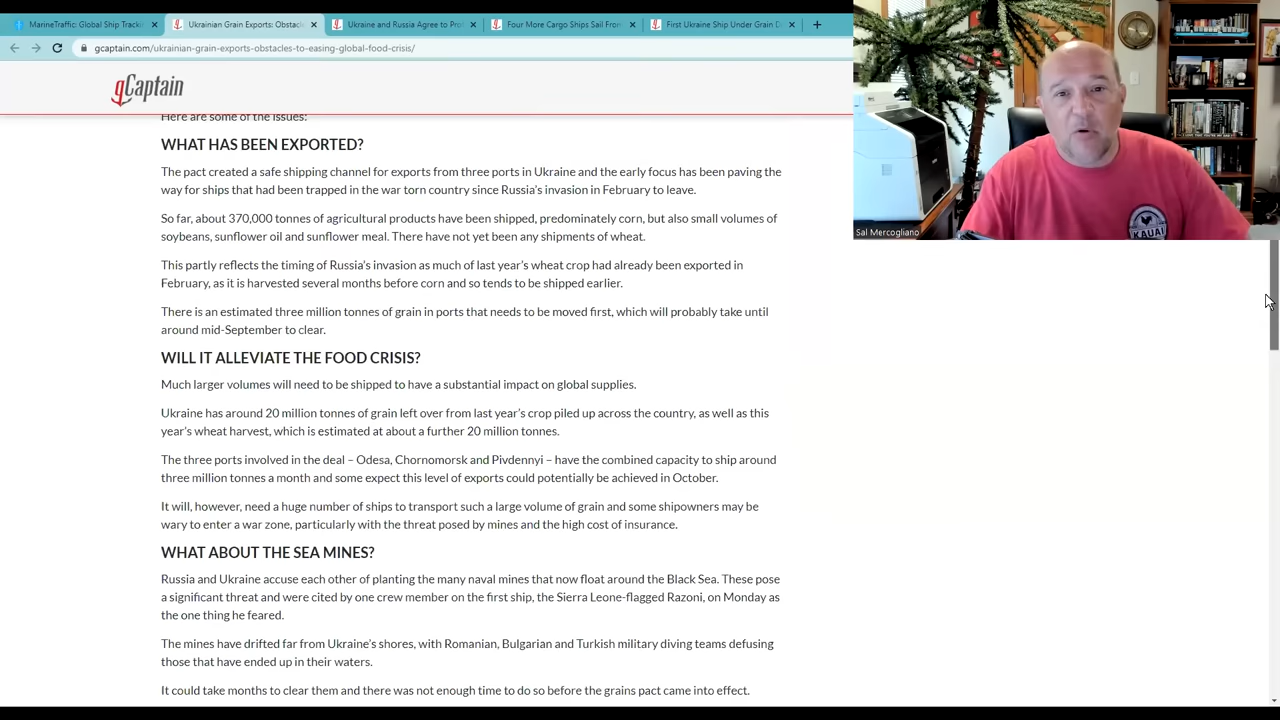 MarineTraffic: Global Ship Tracki
Ukrainian Grain Exports: Obstacl
Ukraine and Russia Agree to Pro
Four More Cargo Ships Sail From
First Ukraine Ship Under Grain D
gcaptain.com/ukrainian-grain-exports-obstacles-to-easing-global-food-crisis/
gCaptain
Here are some of the issues:
WHAT HAS BEEN EXPORTED?
The pact created a safe shipping channel for exports from three ports in Ukraine and the early focus has been paving the
way for ships that had been trapped in the war torn country since Russia's invasion in February to leave.
So far, about 370,000 tonnes of agricultural products have been shipped, predominately corn, but also small volumes of
soybeans, sunflower oil and sunflower meal. There have not yet been any shipments of wheat.
This partly reflects the timing of Russia's invasion as much of last year's wheat crop had already been exported in
February, as it is harvested several months before corn and so tends to be shipped earlier.
There is an estimated three million tonnes of grain in ports that needs to be moved first, which will probably take until
around mid-September to clear.
WILL IT ALLEVIATE THE FOOD CRISIS?
Much larger volumes will need to be shipped to have a substantial impact on global supplies.
Ukraine has around 20 million tonnes of grain left over from last year's crop piled up across the country, as well as this
year's wheat harvest, which is estimated at about a further 20 million tonnes.
The three ports involved in the deal – Odesa, Chornomorsk and Pivdennyi – have the combined capacity to ship around
three million tonnes a month and some expect this level of exports could potentially be achieved in October.
It will, however, need a huge number of ships to transport such a large volume of grain and some shipowners may be
wary to enter a war zone, particularly with the threat posed by mines and the high cost of insurance.
WHAT ABOUT THE SEA MINES?
Russia and Ukraine accuse each other of planting the many naval mines that now float around the Black Sea. These pose
a significant threat and were cited by one crew member on the first ship, the Sierra Leone-flagged Razoni, on Monday as
the one thing he feared.
The mines have drifted far from Ukraine's shores, with Romanian, Bulgarian and Turkish military diving teams defusing
those that have ended up in their waters.
It could take months to clear them and there was not enough time to do so before the grains pact came into effect.
KAUAI
Sal Mercogliano